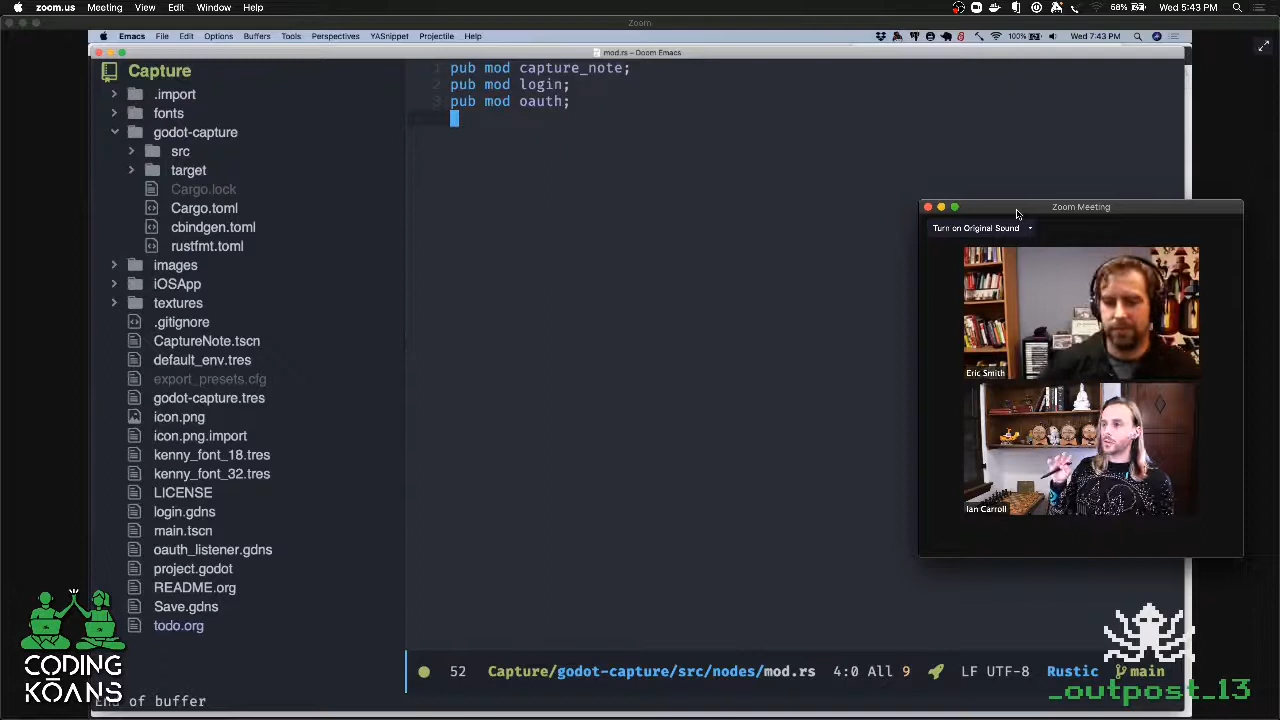 zoom.us Meeting View Edit Window Help 68% Wed 5:43 PM
Zoom
Emacs File Edit Options Buffers Tools Perspectives YASnippet Projectile Help 100% Wed 7:43 PM
mod.rs – Doom Emacs
Capture
.import
fonts
godot-capture
src
target
Cargo.lock
Cargo.toml
cbindgen.toml
rustfmt.toml
images
iOSApp
textures
.gitignore
CaptureNote.tscn
default_env.tres
export_presets.cfg
godot-capture.tres
icon.png
icon.png.import
kenny_font_18.tres
kenny_font_32.tres
LICENSE
login.gdns
main.tscn
oauth_listener.gdns
project.godot
README.org
Save.gdns
todo.org
1 pub mod capture_note;
2 pub mod login;
3 pub mod oauth;
Zoom Meeting
Turn on Original Sound
Eric Smith
Ian Carroll
52 Capture/godot-capture/src/nodes/mod.rs 4:0 All 9 LF UTF-8 Rustic main
End of buffer
CODING
KOANS
_outpost_13